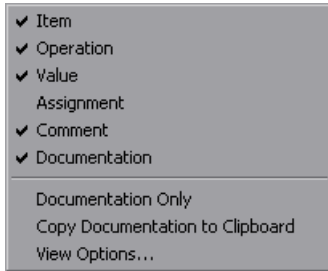 Item
Operation
Value
Assignment
Comment
Documentation
Documentation Only
Copy Documentation to Clipboard
View Options...